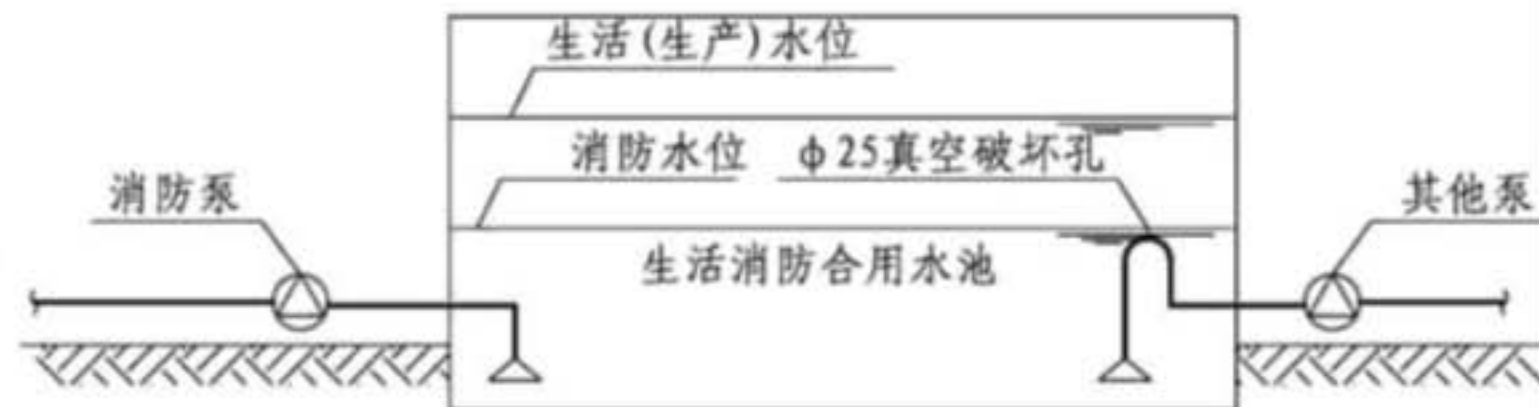 生活(生产)水位
消防水位
φ25真空破坏孔
消防泵
其他泵
生活消防合用水池